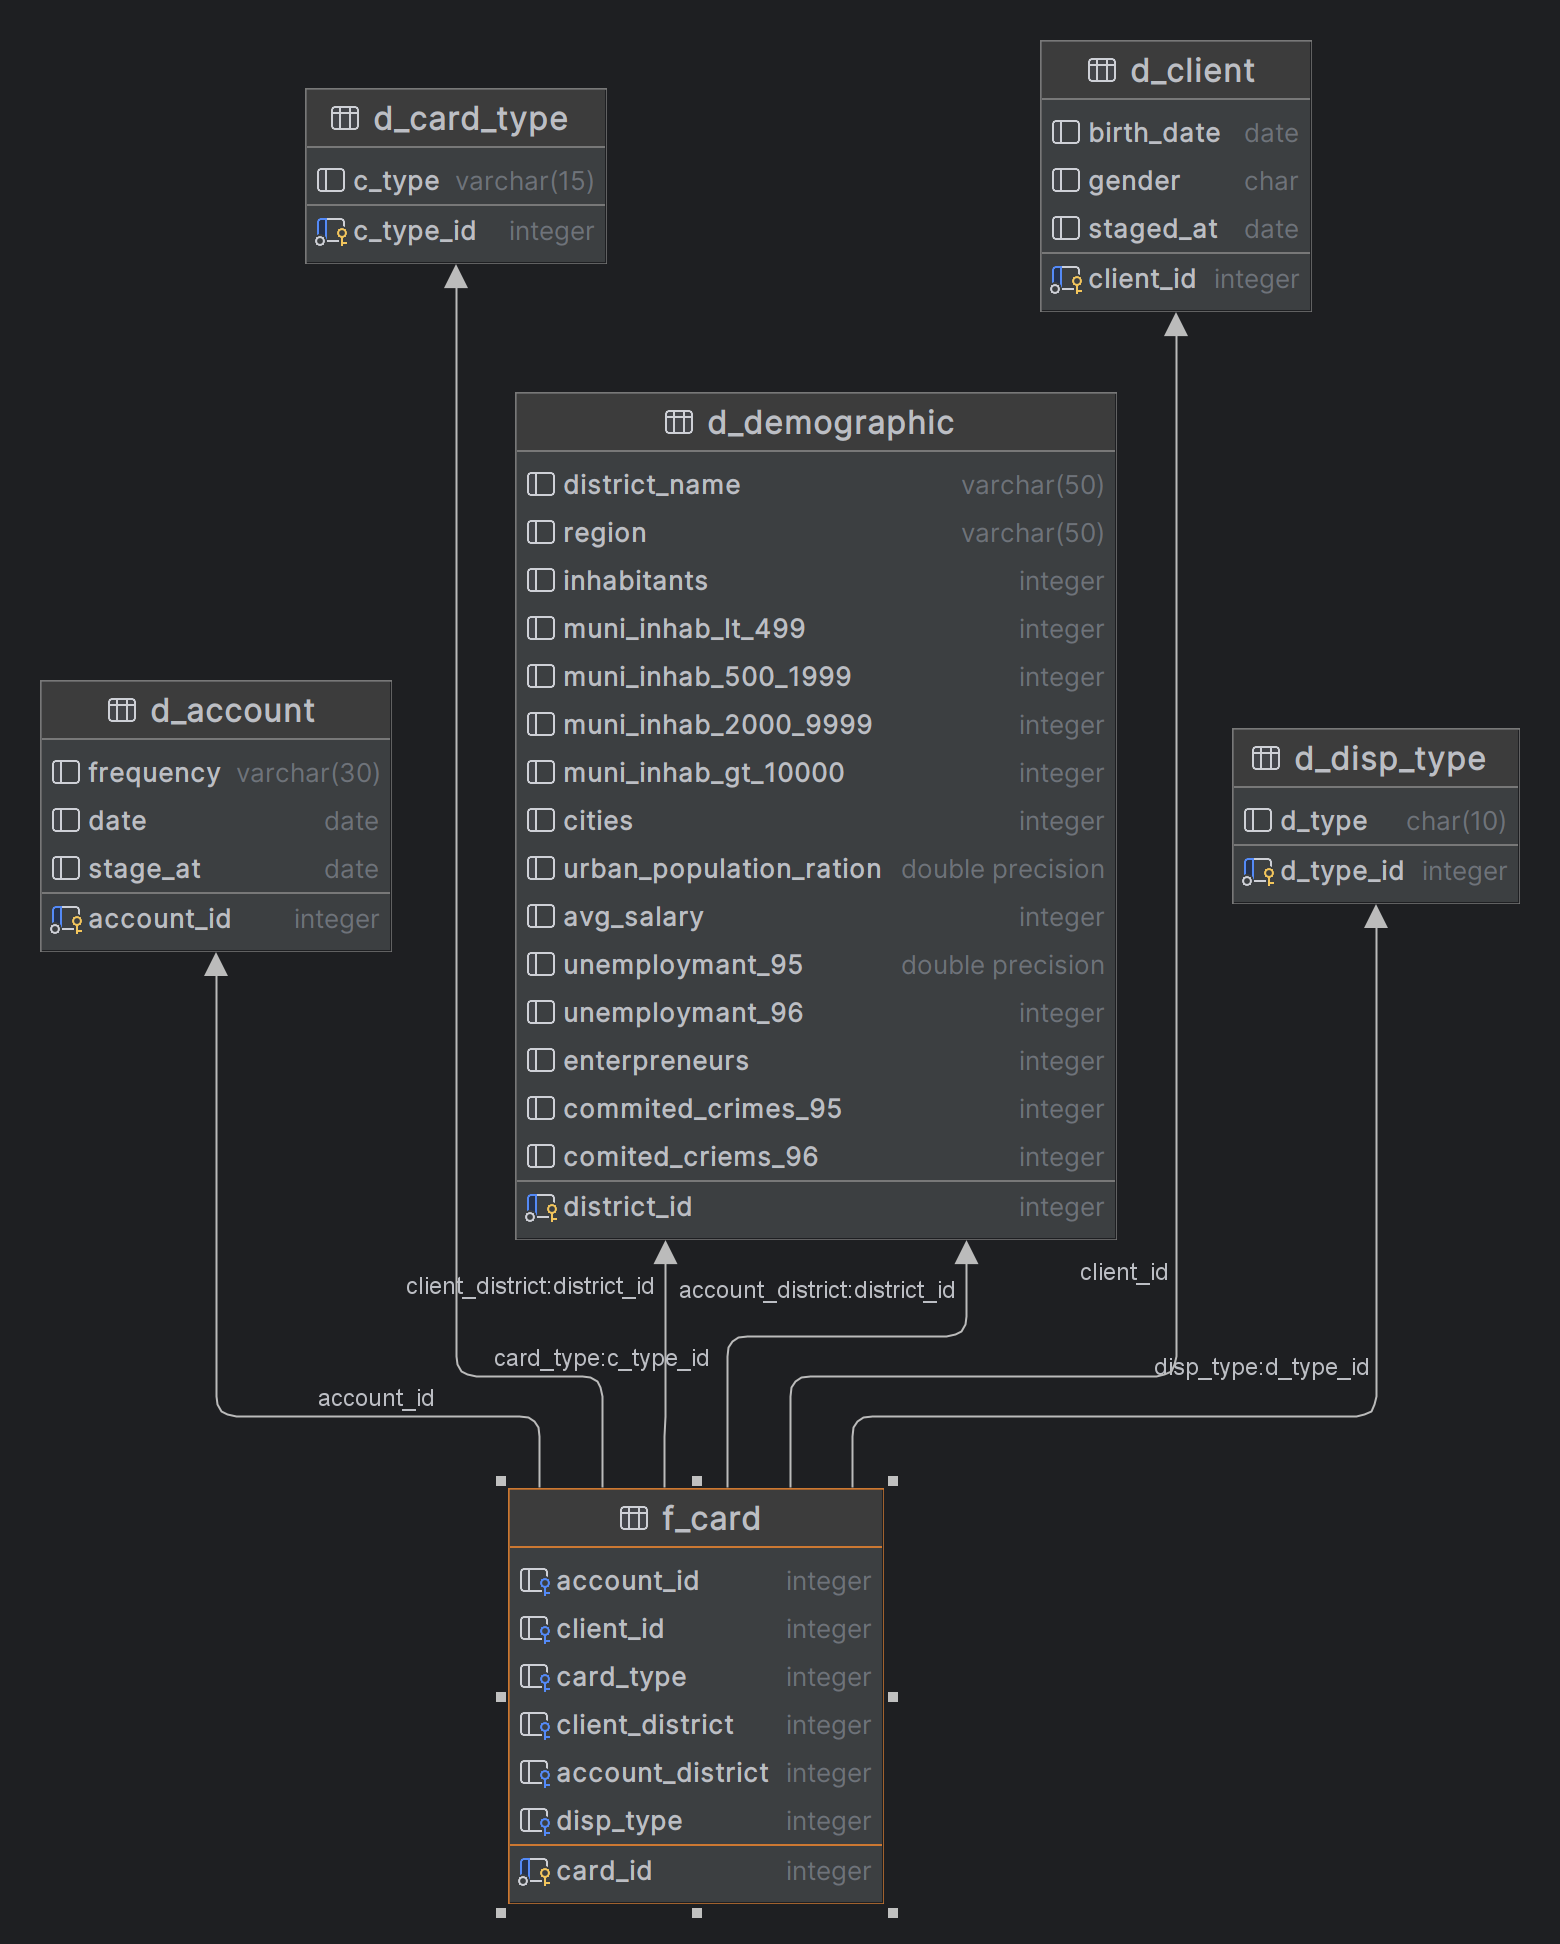 d_client
birth_date date
gender char
staged_at date
client_id integer
d_card_type
c_type varchar(15)
c_type_id integer
d_demographic
district_name varchar(50)
region varchar(50)
inhabitants integer
muni_inhab_lt_499 integer
muni_inhab_500_1999 integer
muni_inhab_2000_9999 integer
muni_inhab_gt_10000 integer
cities integer
urban_population_ration double precision
avg_salary integer
unemploymant_95 double precision
unemploymant_96 integer
enterpreneurs integer
commited_crimes_95 integer
comited_criems_96 integer
district_id integer
d_account
frequency varchar(30)
date date
stage_at date
account_id integer
d_disp_type
d_type char(10)
d_type_id integer
client_district:district_id
account_district:district_id
client_id
card_type:c_type_id
disp_type:d_type_id
account_id
f_card
account_id integer
client_id integer
card_type integer
client_district integer
account_district integer
disp_type integer
card_id integer